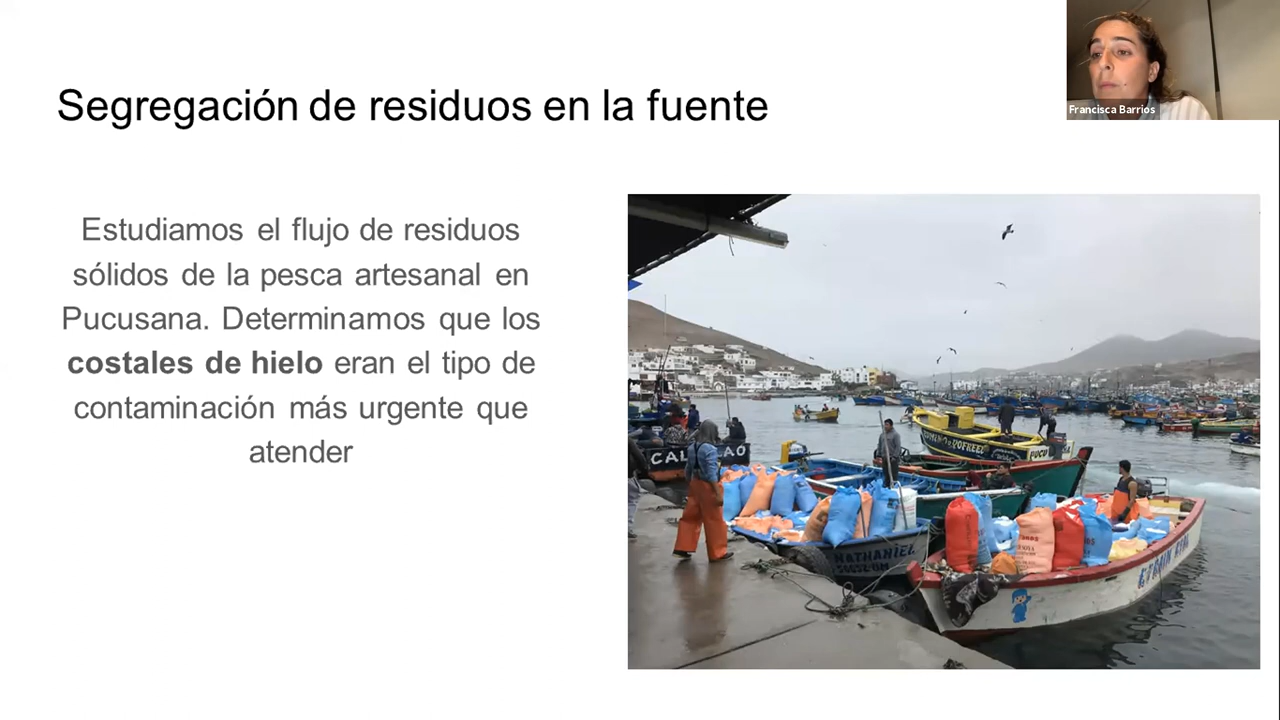 Segregación de residuos en la fuente
Francisca Barrios
Estudiamos el flujo de residuos
sólidos de la pesca artesanal en
Pucusana. Determinamos que los
costales de hielo eran el tipo de
contaminación más urgente que
atender
NATHANIEL